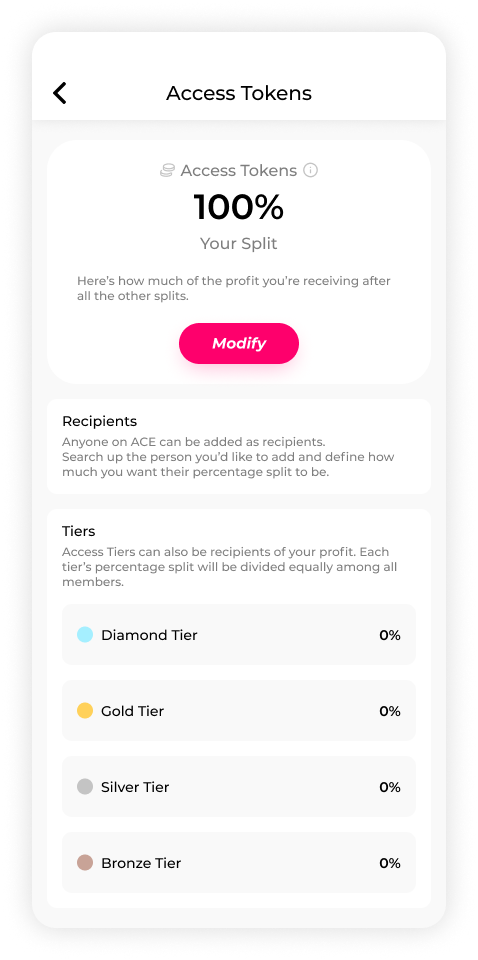 Access Tokens
Access Tokens
100%
Your Split
Here’s how much of the profit you’re receiving after
all the other splits.
Modify
Recipients
Anyone on ACE can be added as recipients.
Search up the person you’d like to add and define how
much you want their percentage split to be.
Tiers
Access Tiers can also be recipients of your profit. Each
tier’s percentage split will be divided equally among all
members.
Diamond Tier 0%
Gold Tier 0%
Silver Tier 0%
Bronze Tier 0%